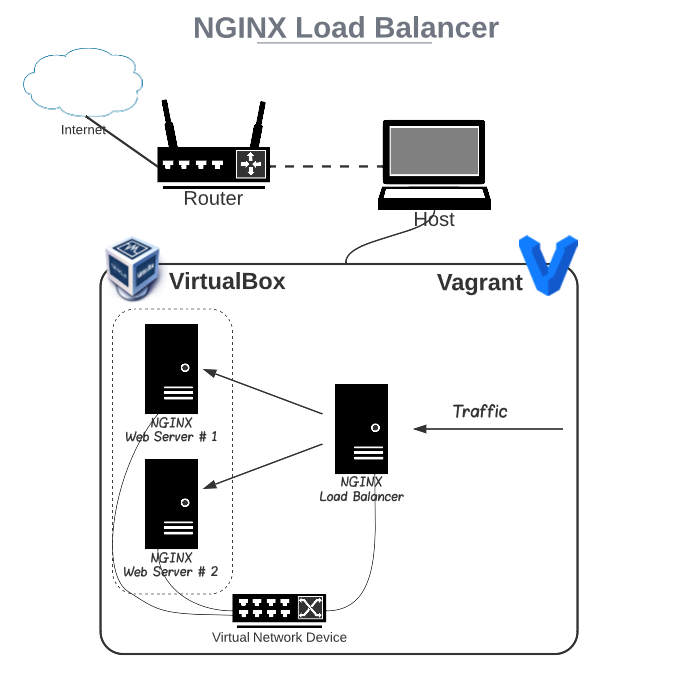 NGINX Load Balancer
Internet
Router
Host
VirtualBox
Vagrant
NGINX
Web Server # 1
Traffic
NGINX
Load Balancer
NGINX
Web Server # 2
Virtual Network Device